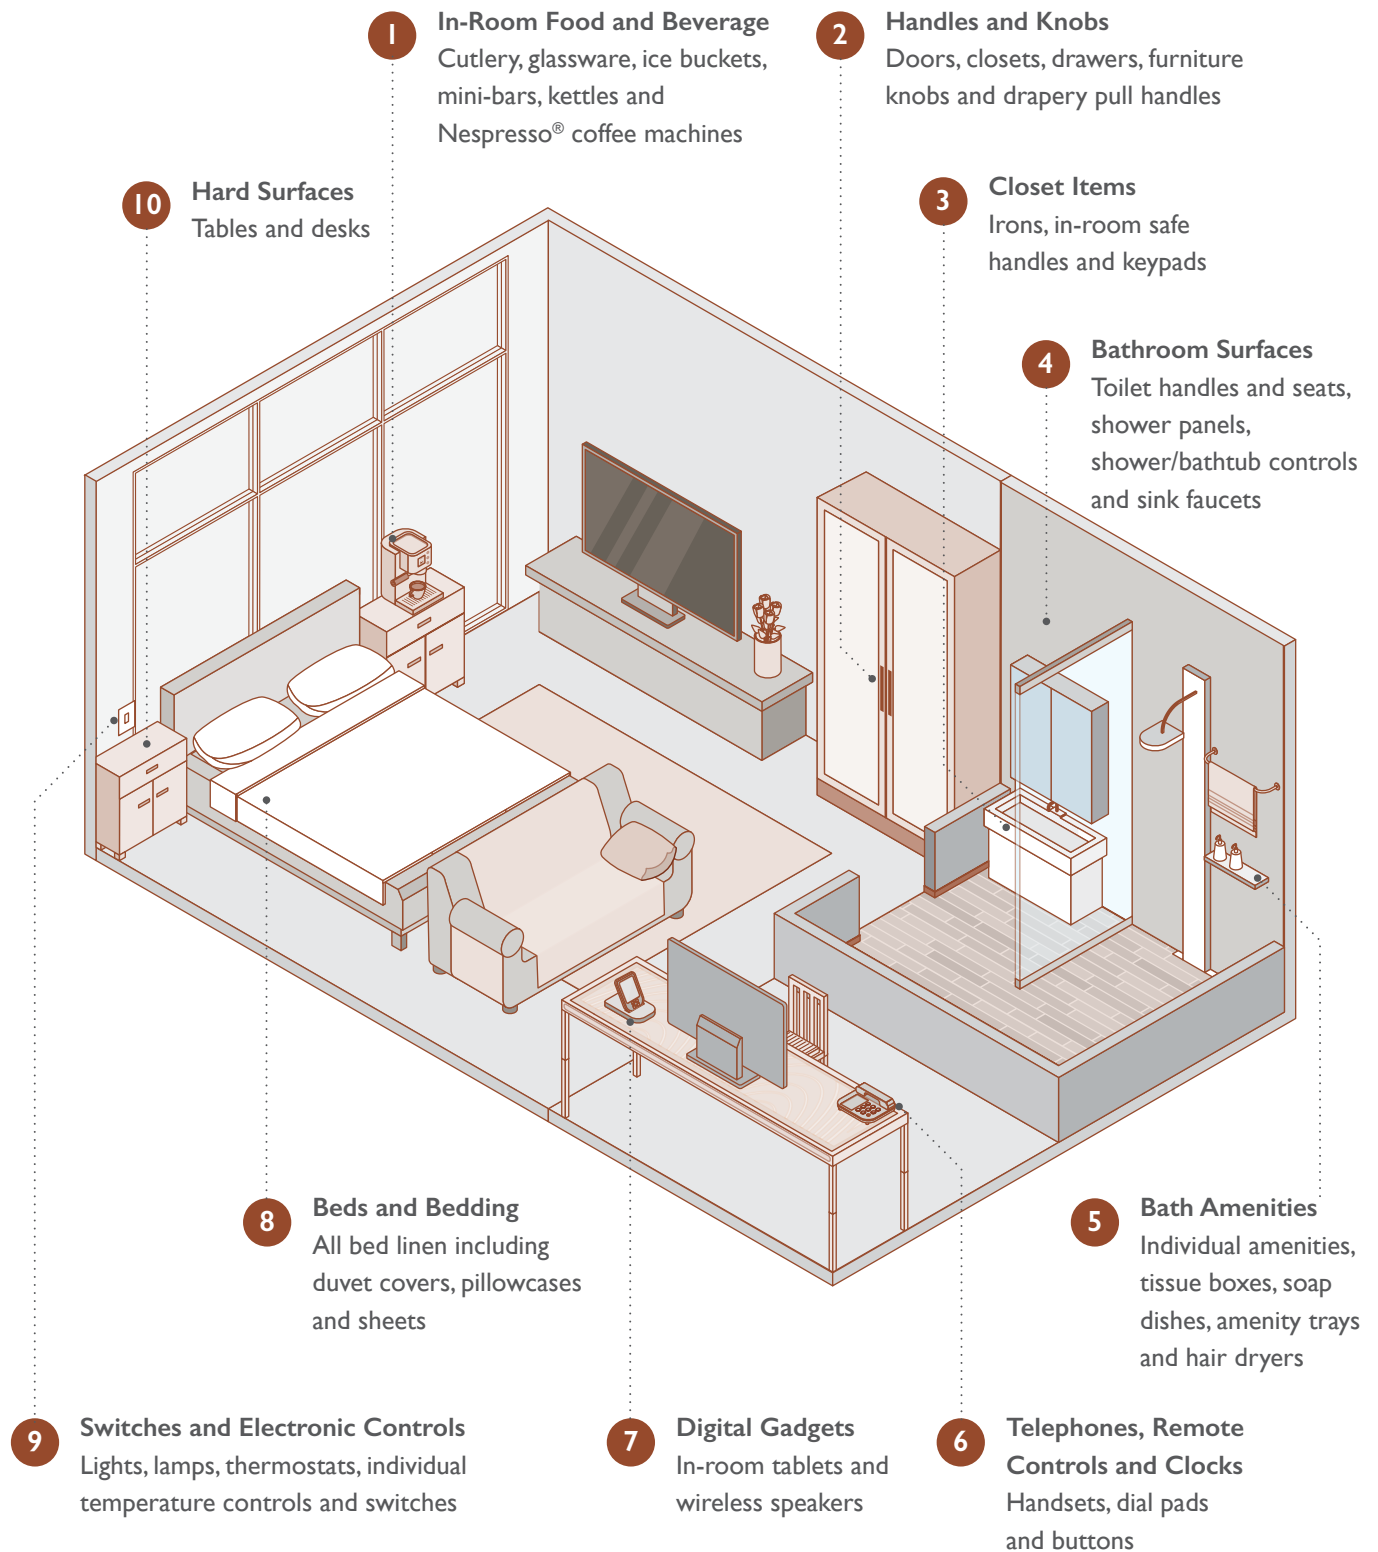 1
In-Room Food and Beverage
Cutlery, glassware, ice buckets,
mini-bars, kettles and
Nespresso® coffee machines
2
Handles and Knobs
Doors, closets, drawers, furniture
knobs and drapery pull handles
3
Closet Items
Irons, in-room safe
handles and keypads
4
Bathroom Surfaces
Toilet handles and seats,
shower panels,
shower/bathtub controls
and sink faucets
5
Bath Amenities
Individual amenities,
tissue boxes, soap
dishes, amenity trays
and hair dryers
6
Telephones, Remote
Controls and Clocks
Handsets, dial pads
and buttons
7
Digital Gadgets
In-room tablets and
wireless speakers
8
Beds and Bedding
All bed linen including
duvet covers, pillowcases
and sheets
9
Switches and Electronic Controls
Lights, lamps, thermostats, individual
temperature controls and switches
10
Hard Surfaces
Tables and desks